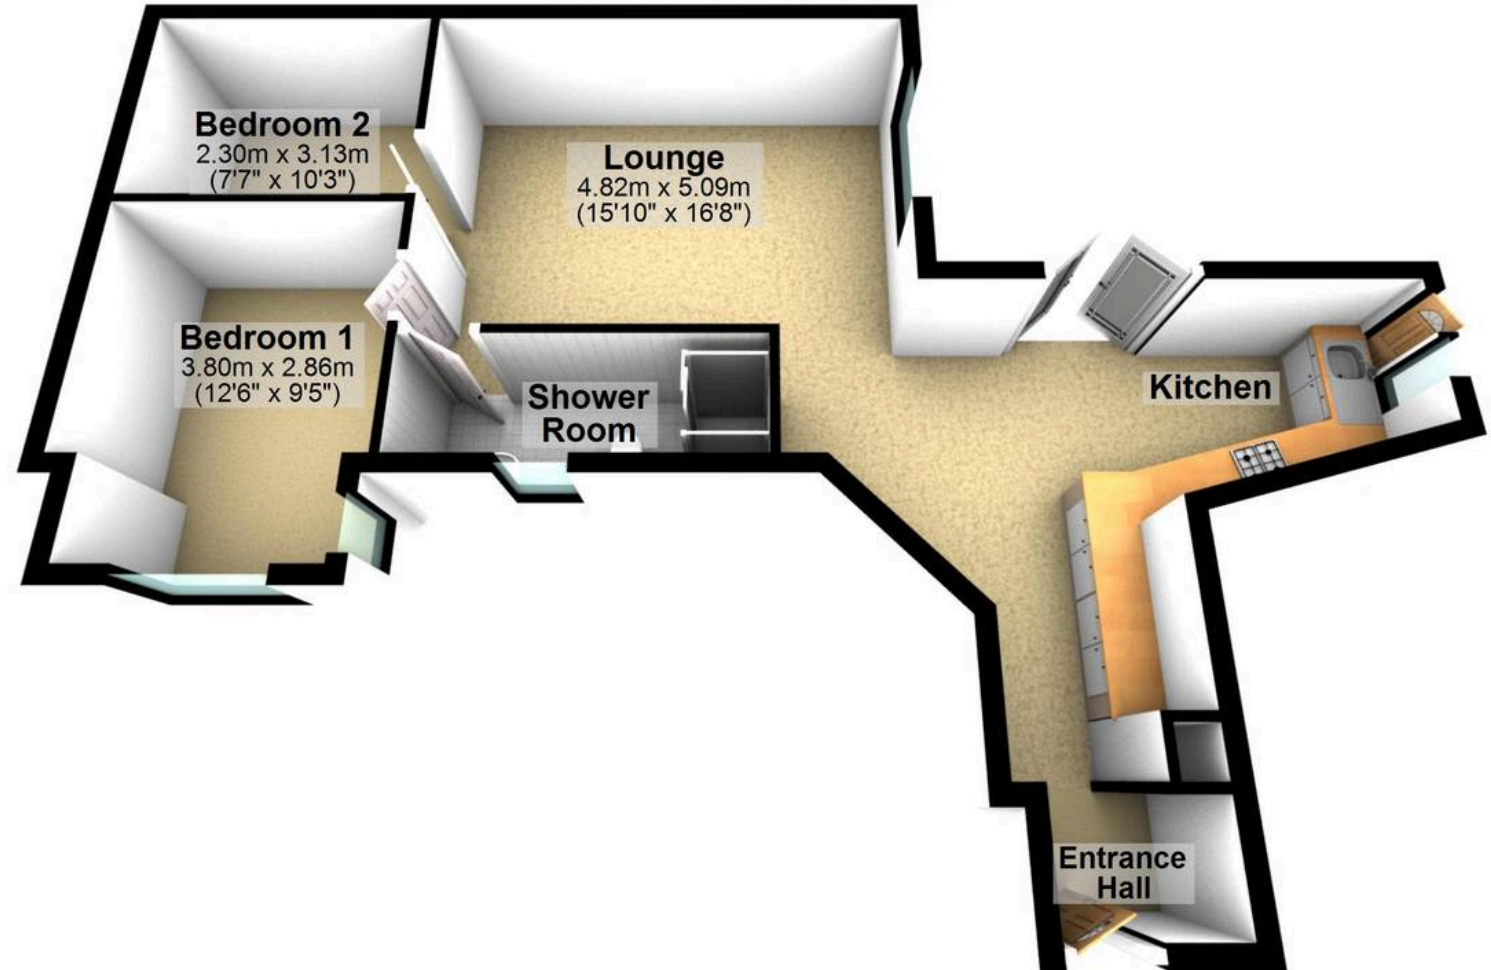 Bedroom 2
2.30m x 3.13m
(7'7" x 10'3")
Lounge
4.82m x 5.09m
(15'10" x 16'8")
Bedroom 1
3.80m x 2.86m
(12'6" x 9'5")
Shower
Room
Kitchen
Entrance
Hall